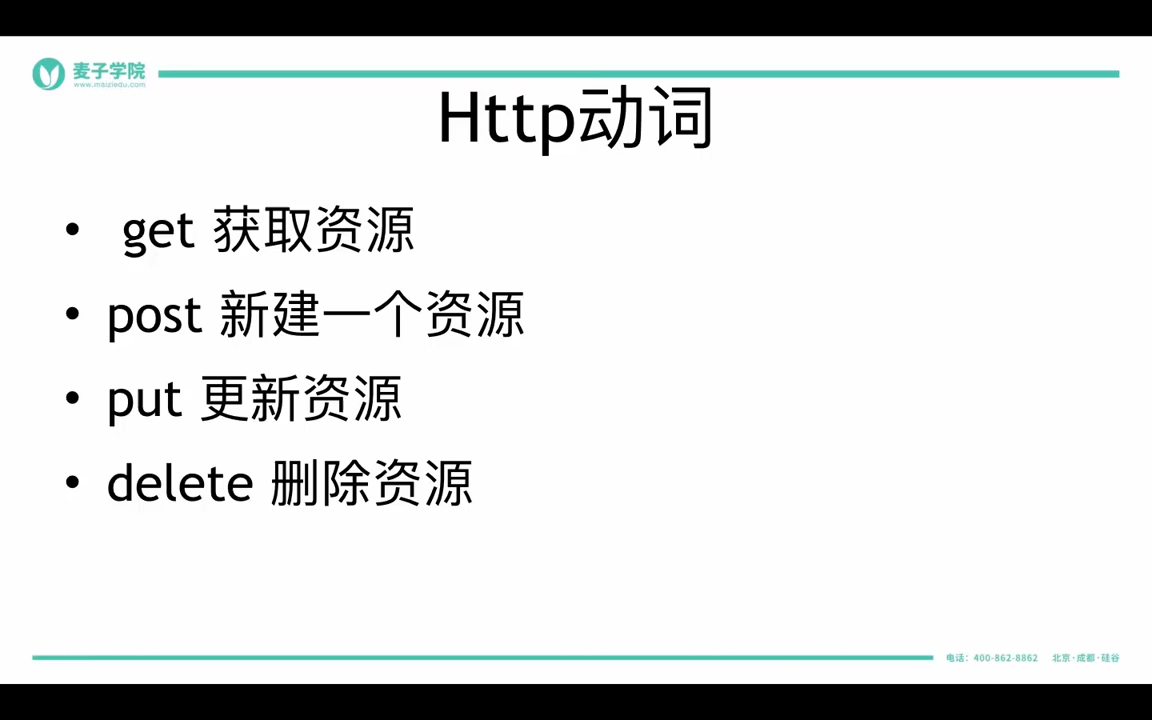 麦子学院
www.maiziedu.com
Http动词
• get 获取资源
• post 新建一个资源
• put 更新资源
• delete 删除资源
电话：400-862-8862 北京·成都·硅谷